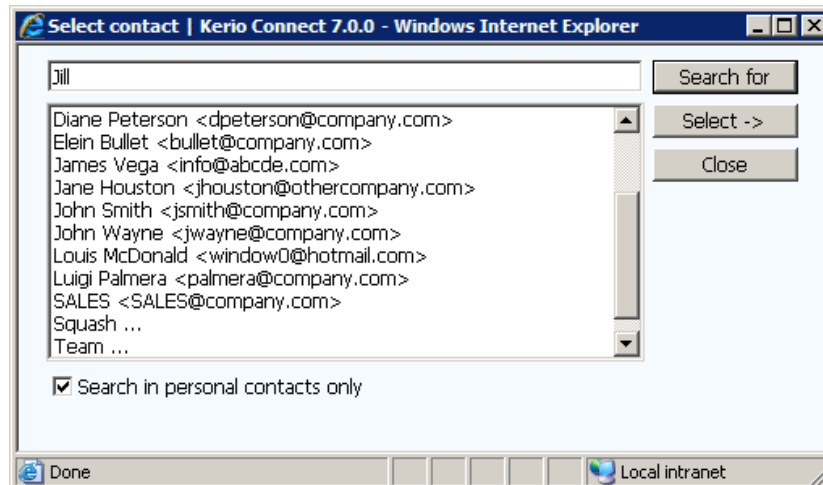 Select contact | Kerio Connect 7.0.0 - Windows Internet Explorer
Jill
Search for
Diane Peterson <dpeterson@company.com>
Select ->
Elein Bullet <bullet@company.com>
James Vega <info@abcde.com>
Close
Jane Houston <jhouston@othercompany.com>
John Smith <jsmith@company.com>
John Wayne <jwayne@company.com>
Louis McDonald <window0@hotmail.com>
Luigi Palmera <palmera@company.com>
SALES <SALES@company.com>
Squash ...
Team ...
Search in personal contacts only
Done
Local intranet